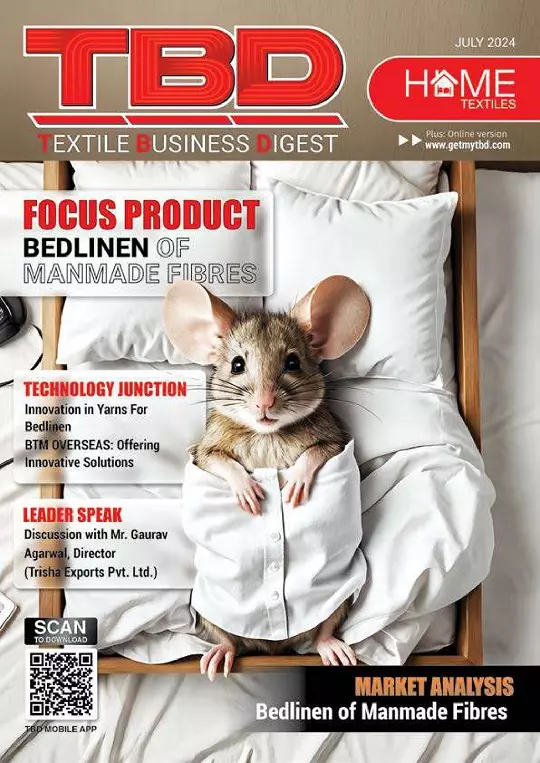 TBD
TEXTILE BUSINESS DIGEST
JULY 2024
HOME
TEXTILES
Plus: Online version
www.getmytbd.com
FOCUS PRODUCT
BEDLINEN OF
MANMADE FIBRES
TECHNOLOGY JUNCTION
Innovation in Yarns For
Bedlinen
BTM OVERSEAS: Offering
Innovative Solutions
LEADER SPEAK
Discussion with Mr. Gaurav
Agarwal, Director
(Trisha Exports Pvt. Ltd.)
SCAN
TO DOWNLOAD
TBD MOBILE APP
MARKET ANALYSIS
Bedlinen of Manmade Fibres